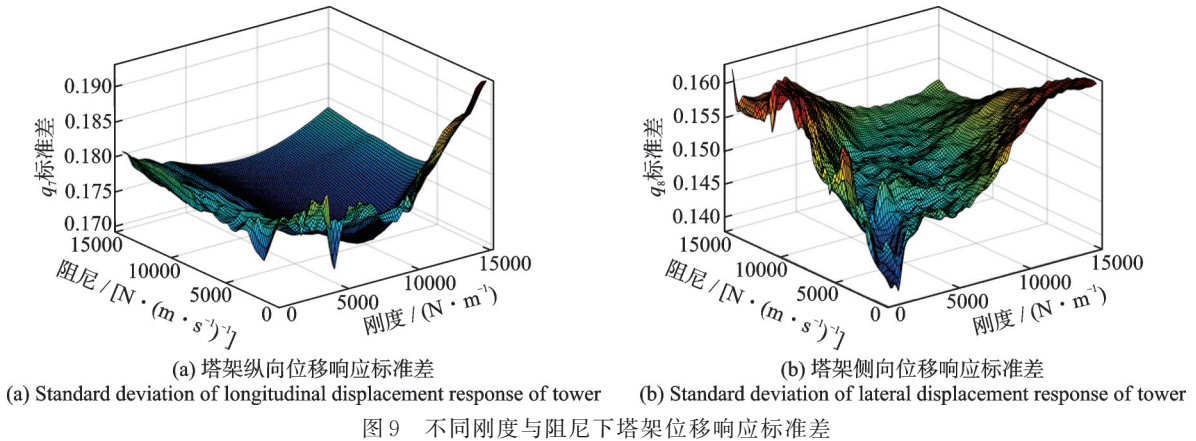 0.190
0.185
0.180
0.175
0.170
q₇标准差
15000
10000
5000
0
阻尼 / [N·(m·s⁻¹)⁻¹]
0
5000
10000
15000
刚度 / (N·m⁻¹)
(a) 塔架纵向位移响应标准差
(a) Standard deviation of longitudinal displacement response of tower
0.160
0.155
0.150
0.145
0.140
q₈标准差
15000
10000
5000
0
阻尼 / [N·(m·s⁻¹)⁻¹]
0
5000
10000
15000
刚度 / (N·m⁻¹)
(b) 塔架侧向位移响应标准差
(b) Standard deviation of lateral displacement response of tower
图9 不同刚度与阻尼下塔架位移响应标准差